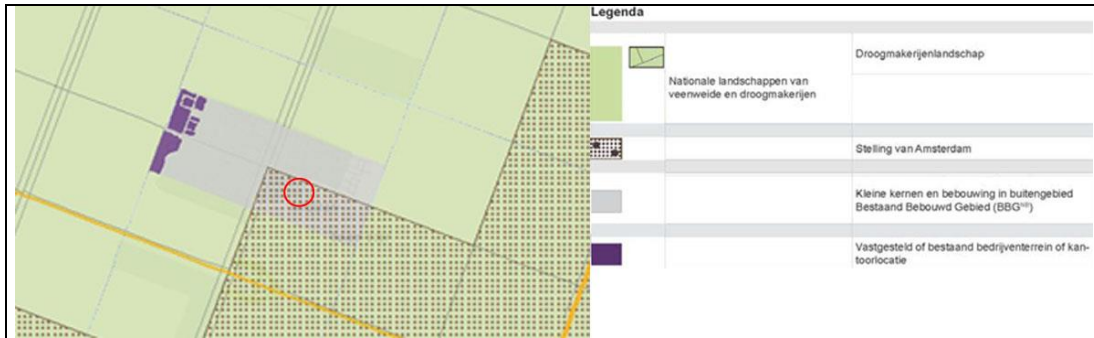 Legenda
Droogmakerijenlandschap
Nationale landschappen van
veenweide en droogmakerijen
Stelling van Amsterdam
Kleine kernen en bebouwing in buitengebied
Bestaand Bebouwd Gebied (BBG)
Vastgesteld of bestaand bedrijventerrein of kan-
toorlocatie